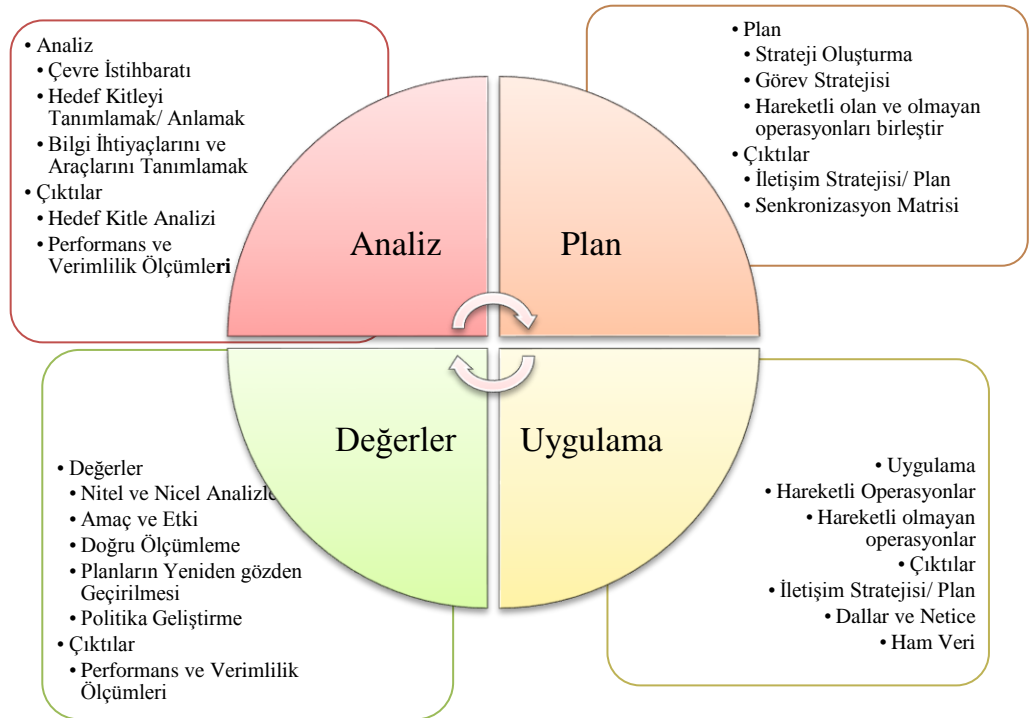 • Analiz
• Çevre İstihbaratı
• Hedef Kitleyi
Tanımlamak/ Anlamak
• Bilgi İhtiyaçlarını ve
Araçlarını Tanımlamak
• Çıktılar
• Hedef Kitle Analizi
• Performans ve
Verimlilik Ölçümleri
• Plan
• Strateji Oluşturma
• Görev Stratejisi
• Hareketli olan ve olmayan
operasyonları birleştir
• Çıktılar
• İletişim Stratejisi/ Plan
• Senkronizasyon Matrisi
Analiz
Plan
Değerler
Uygulama
• Değerler
• Nitel ve Nicel
• Amaç ve Etki
• Doğru Ölçümleme
• Planların Yeniden gözden
Geçirilmesi
• Politika Geliştirme
• Çıktılar
• Performans ve Verimlilik
Ölçümleri
• Uygulama
• Hareketli Operasyonlar
• Hareketli olmayan
operasyonlar
• Çıktılar
• İletişim Stratejisi/ Plan
• Dallar ve Netice
• Ham Veri